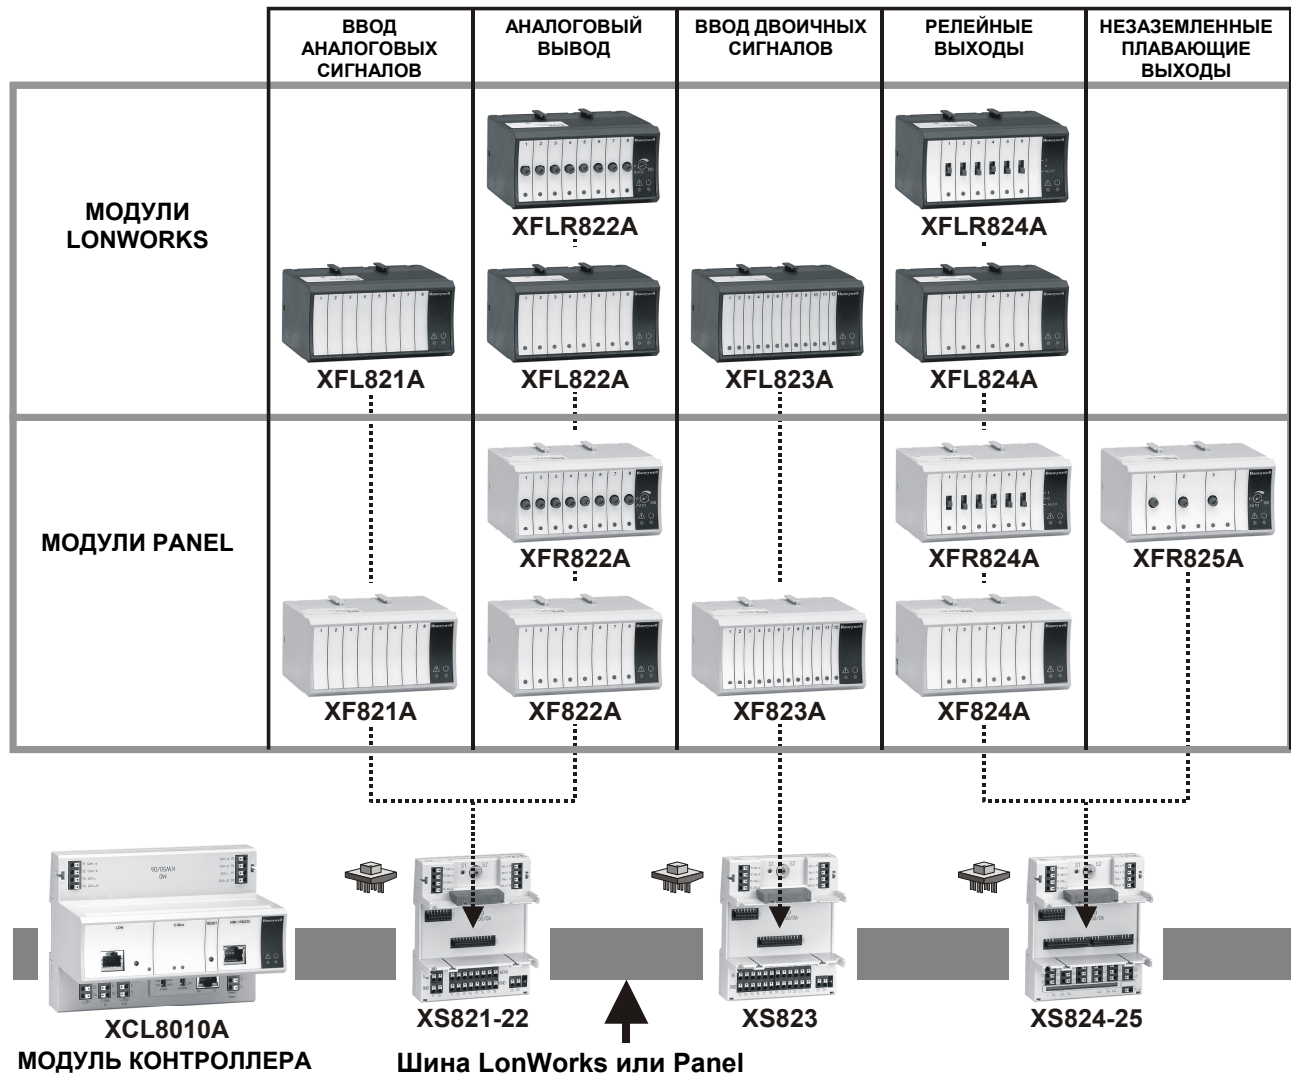 ВВОД
АНАЛОГОВЫХ
СИГНАЛОВ
АНАЛОГОВЫЙ
ВЫВОД
ВВОД ДВОИЧНЫХ
СИГНАЛОВ
РЕЛЕЙНЫЕ
ВЫХОДЫ
НЕЗАЗЕМЛЕННЫЕ
ПЛАВАЮЩИЕ
ВЫХОДЫ
МОДУЛИ
LONWORKS
XFLR822A
XFLR824A
XFL821A
XFL822A
XFL823A
XFL824A
МОДУЛИ PANEL
XFR822A
XFR824A
XFR825A
XF821A
XF822A
XF823A
XF824A
XCL8010A
МОДУЛЬ КОНТРОЛЛЕРА
XS821-22
XS823
XS824-25
Шина LonWorks или Panel